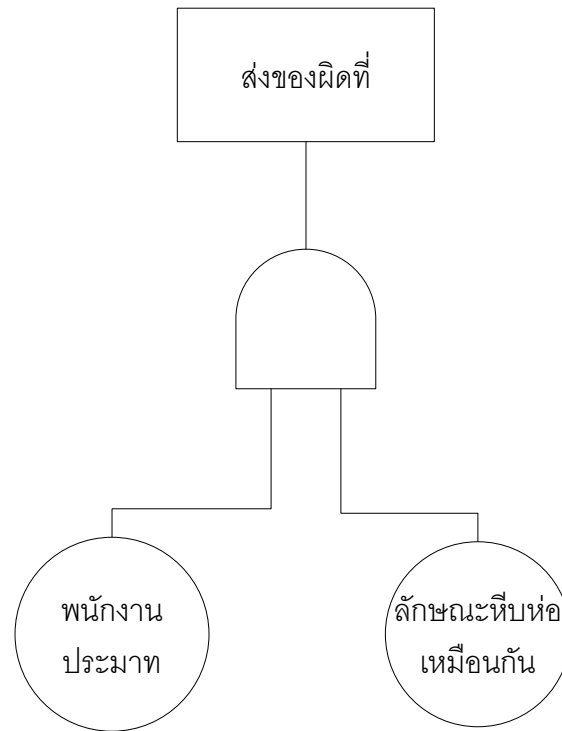 ส่งของผิดที่
พนักงาน
ประมาท
ลักษณะหีบห่อ
เหมือนกัน